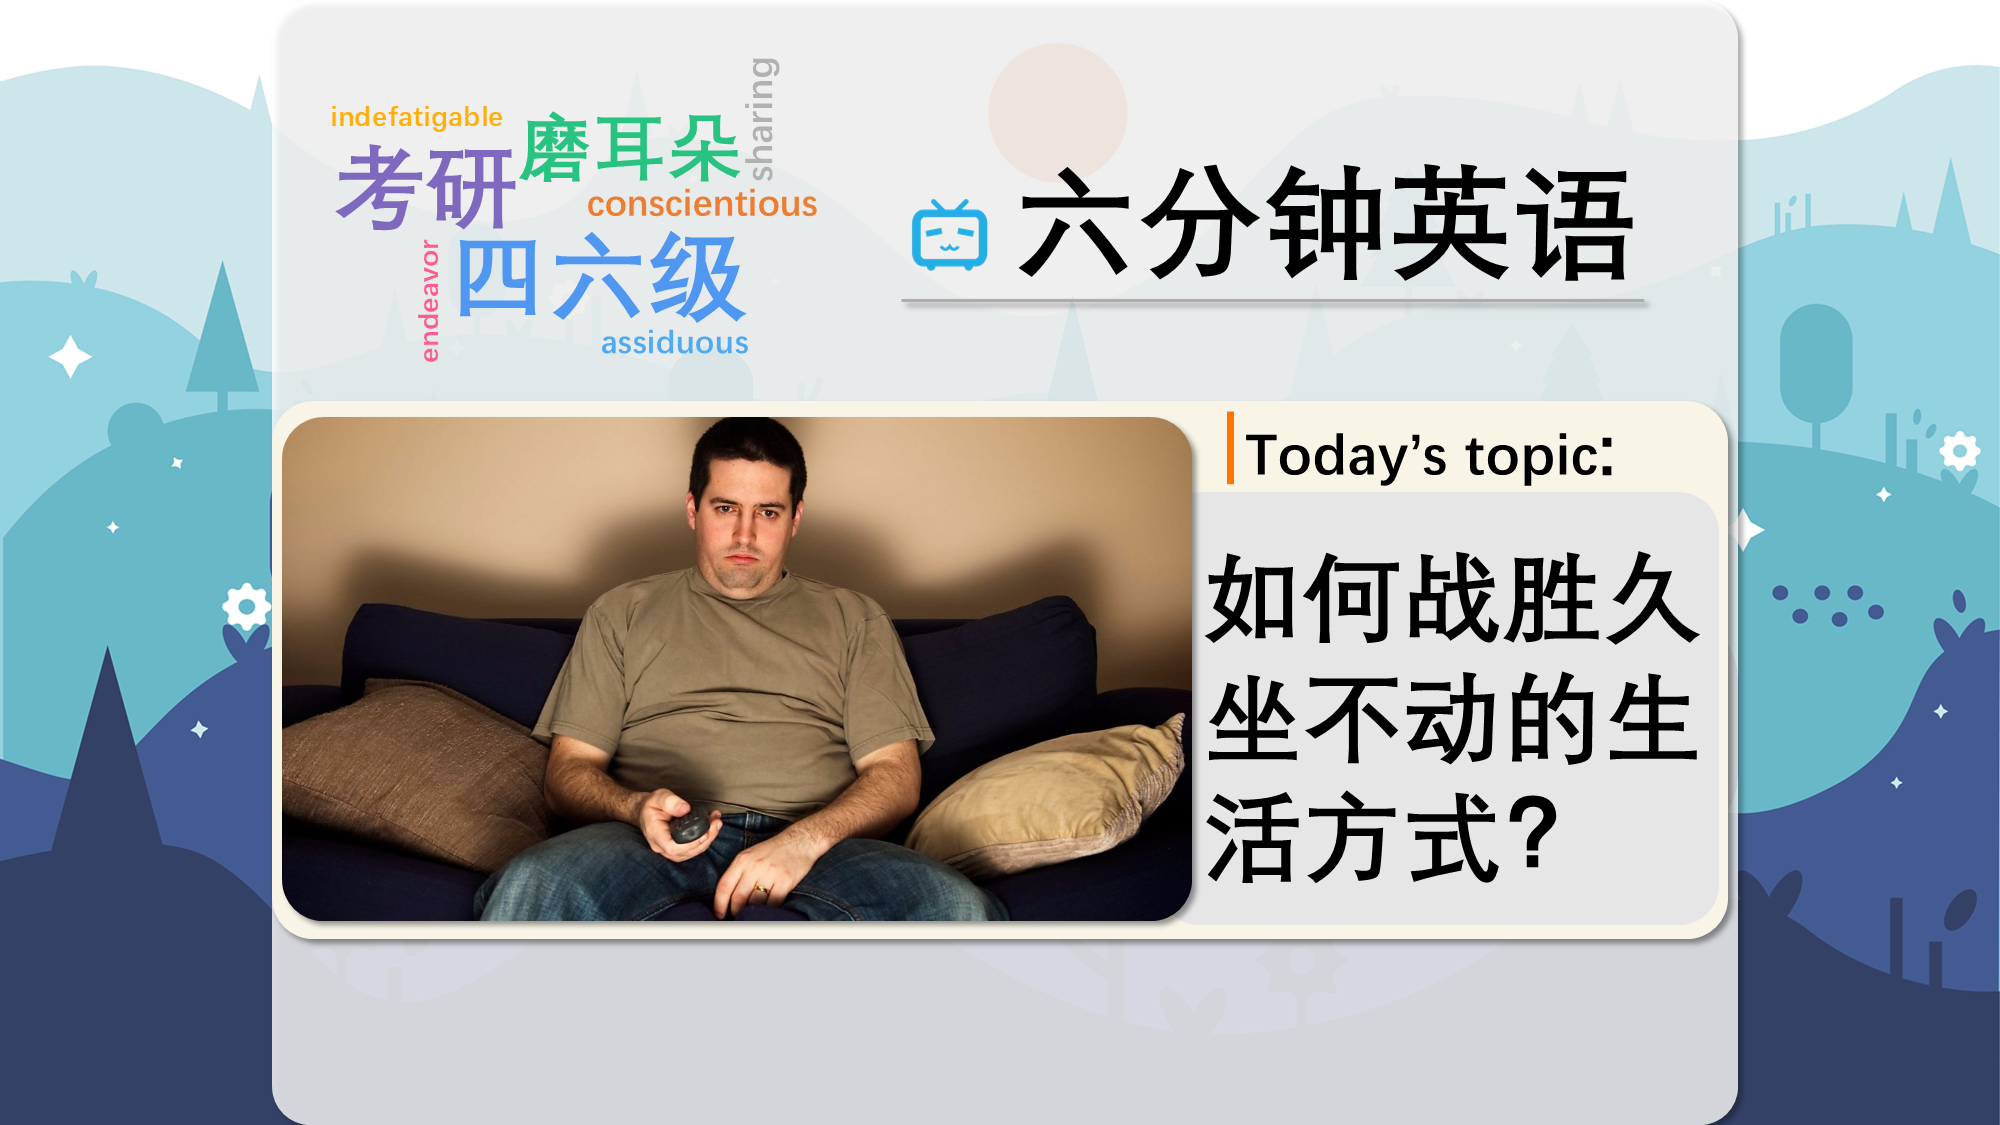 indefatigable
考研
磨耳朵
sharing
conscientious
endeavor
四六级
assiduous
六分钟英语
Today’s topic:
如何战胜久
坐不动的生
活方式?